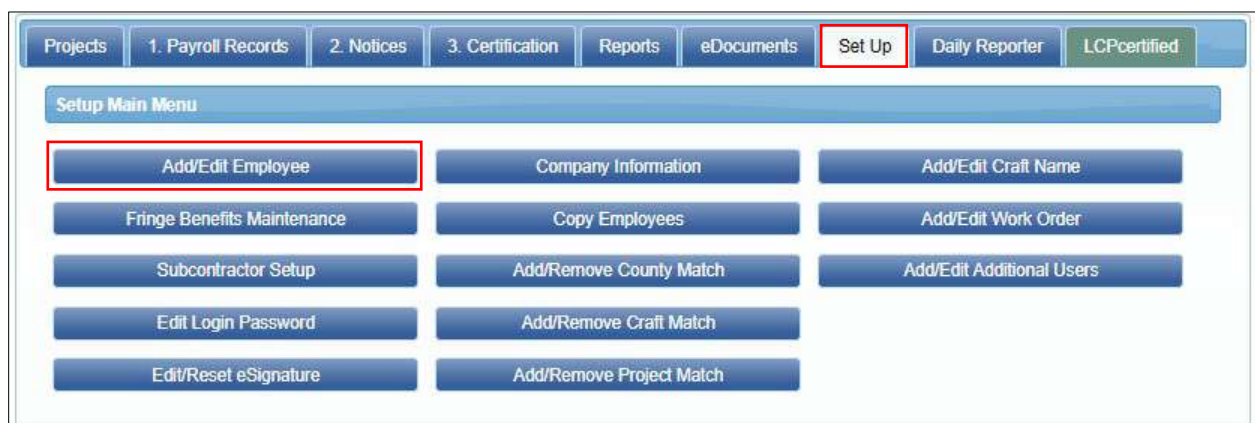 Projects 1. Payroll Records 2. Notices 3. Certification Reports eDocuments Set Up Daily Reporter LCPcertified
Setup Main Menu
Add/Edit Employee Company Information Add/Edit Craft Name
Fringe Benefits Maintenance Copy Employees Add/Edit Work Order
Subcontractor Setup Add/Remove County Match Add/Edit Additional Users
Edit Login Password Add/Remove Craft Match
Edit/Reset eSignature Add/Remove Project Match